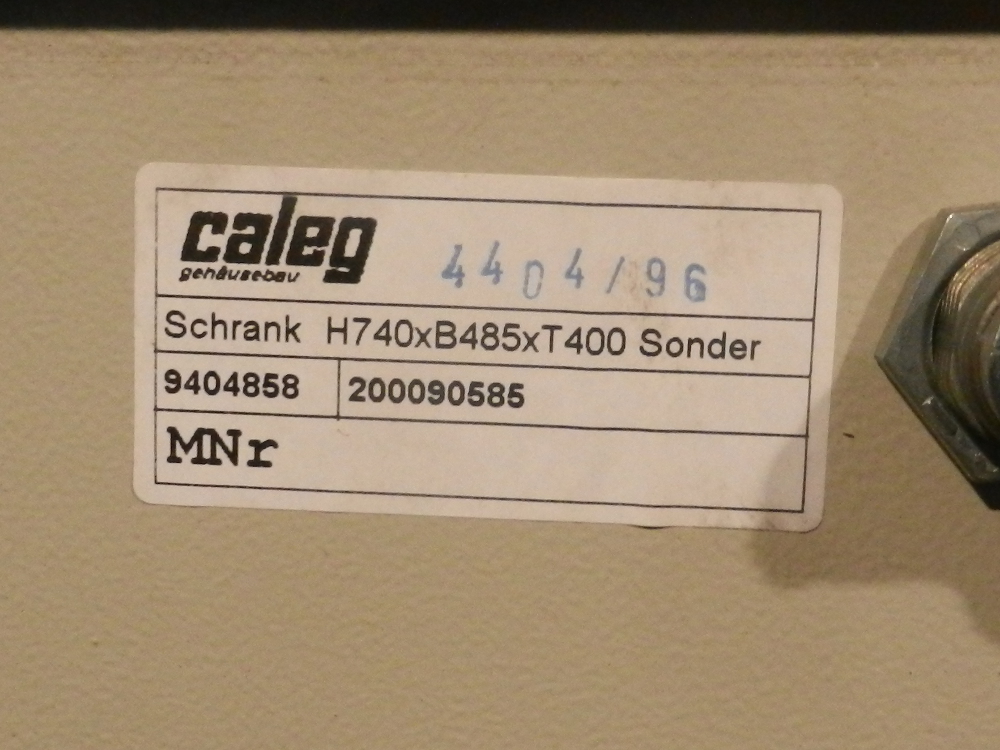 caleg
gehäusebau
4404/96
Schrank H740xB485xT400 Sonder
9404858 200090585
MNr